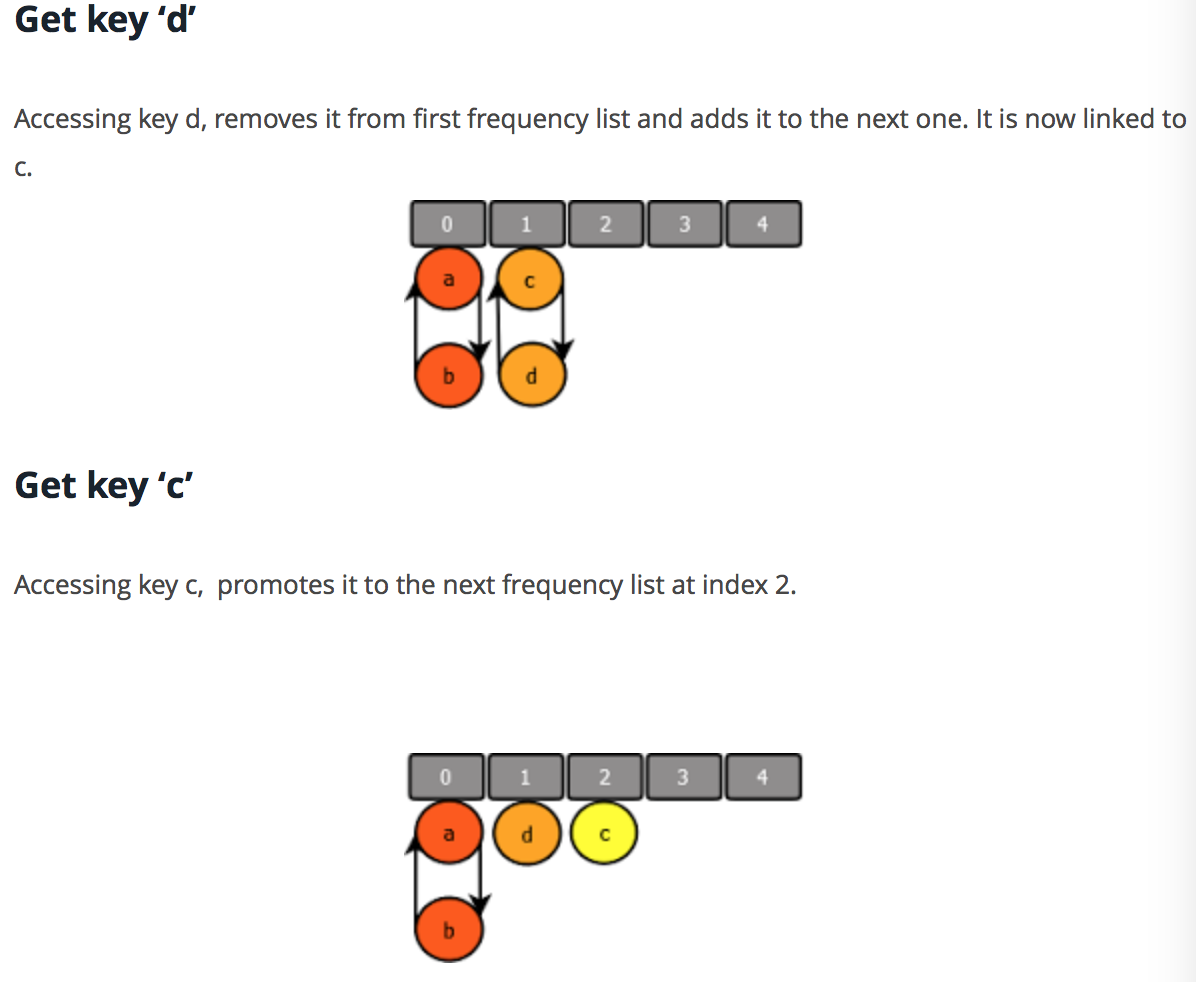 Get key ‘d’
Accessing key d, removes it from first frequency list and adds it to the next one. It is now linked to
c.
0 1 2 3 4
a c
b d
Get key ‘c’
Accessing key c,  promotes it to the next frequency list at index 2.
0 1 2 3 4
a d c
b